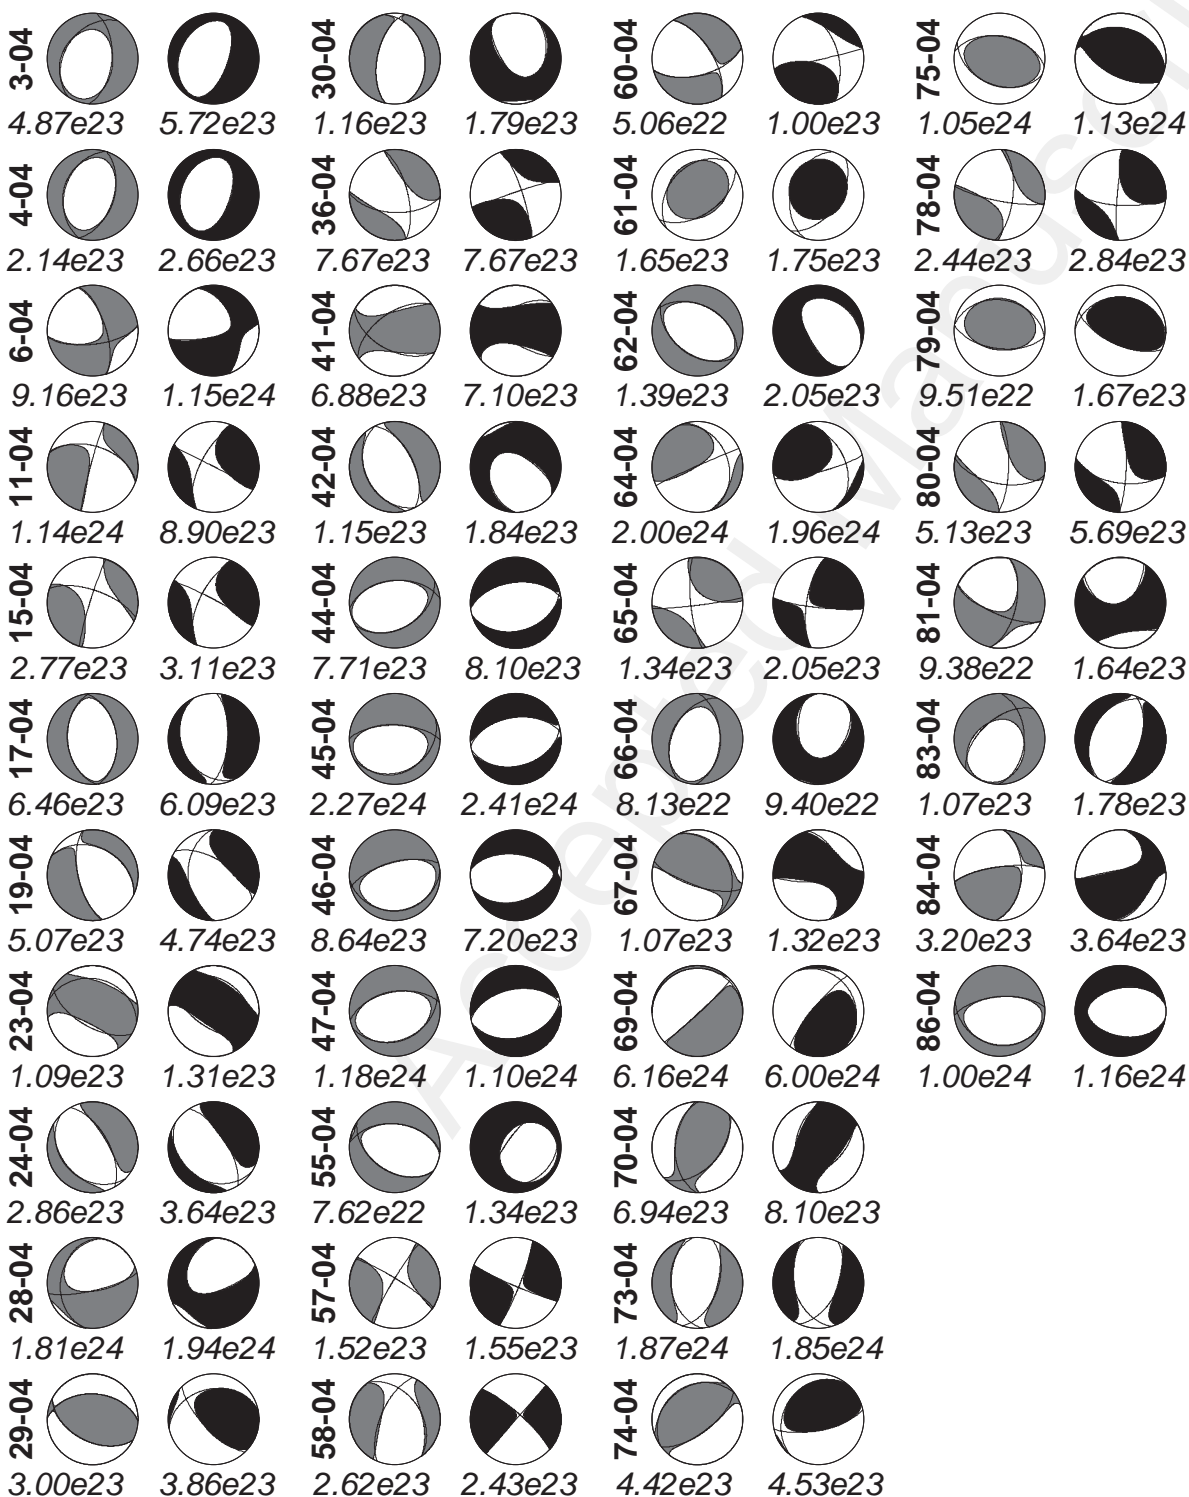 3-04 30-04 60-04 75-04
4.87e23 5.72e23 1.16e23 1.79e23 5.06e22 1.00e23 1.05e24 1.13e24
4-04 36-04 61-04 78-04
2.14e23 2.66e23 7.67e23 7.67e23 1.65e23 1.75e23 2.44e23 2.84e23
6-04 41-04 62-04 79-04
9.16e23 1.15e24 6.88e23 7.10e23 1.39e23 2.05e23 9.51e22 1.67e23
11-04 42-04 64-04 80-04
1.14e24 8.90e23 1.15e23 1.84e23 2.00e24 1.96e24 5.13e23 5.69e23
15-04 44-04 65-04 81-04
2.77e23 3.11e23 7.71e23 8.10e23 1.34e23 2.05e23 9.38e22 1.64e23
17-04 45-04 66-04 83-04
6.46e23 6.09e23 2.27e24 2.41e24 8.13e22 9.40e22 1.07e23 1.78e23
19-04 46-04 67-04 84-04
5.07e23 4.74e23 8.64e23 7.20e23 1.07e23 1.32e23 3.20e23 3.64e23
23-04 47-04 69-04 86-04
1.09e23 1.31e23 1.18e24 1.10e24 6.16e24 6.00e24 1.00e24 1.16e24
24-04 55-04 70-04
2.86e23 3.64e23 7.62e22 1.34e23 6.94e23 8.10e23
28-04 57-04 73-04
1.81e24 1.94e24 1.52e23 1.55e23 1.87e24 1.85e24
29-04 58-04 74-04
3.00e23 3.86e23 2.62e23 2.43e23 4.42e23 4.53e23
Accepted Manuscri